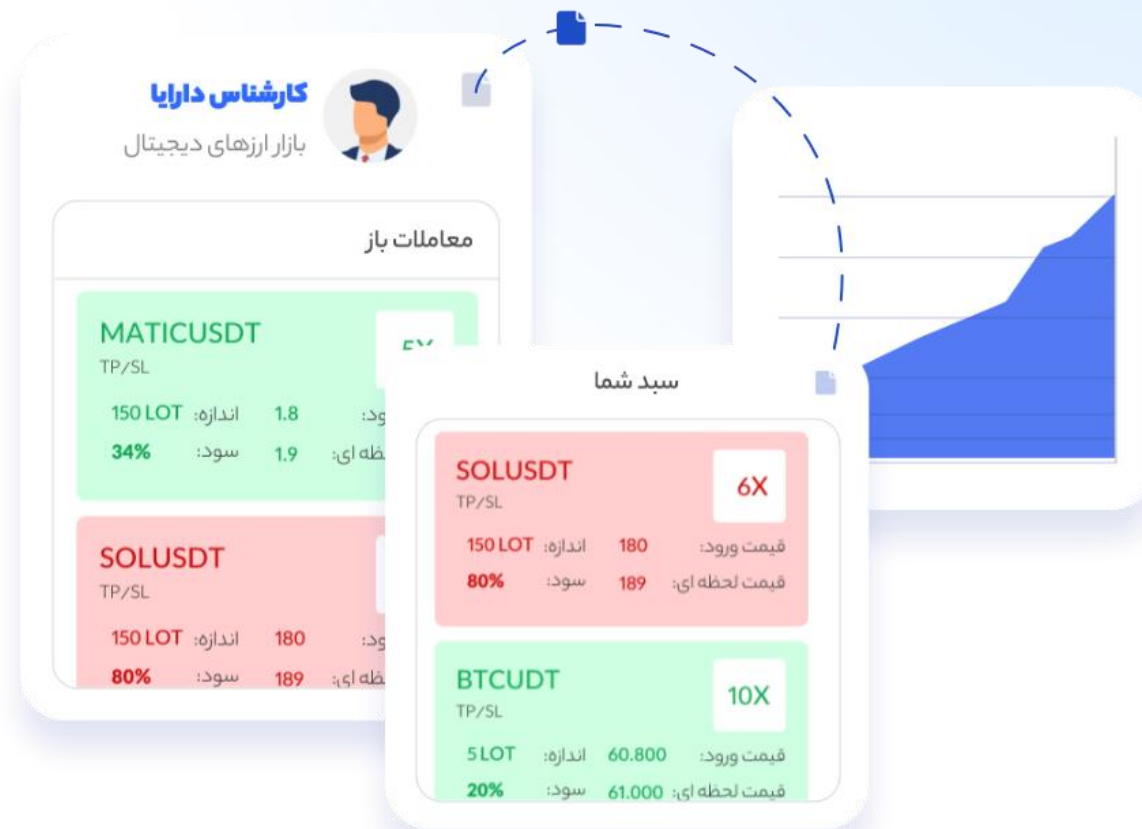 کارشناس دارایا
بازار ارزهای دیجیتال
معاملات باز
MATICUSDT
TP/SL
1.8 اندازه: 150 LOT
1.9 سود: 34%
SOLUSDT
TP/SL
180 اندازه: 150 LOT
189 سود: 80%
سبد شما
SOLUSDT 6X
TP/SL
قیمت ورود: 180 اندازه: 150 LOT
قیمت لحظه ای: 189 سود: 80%
BTCUDT 10X
TP/SL
قیمت ورود: 60.800 اندازه: 5 LOT
قیمت لحظه ای: 61.000 سود: 20%